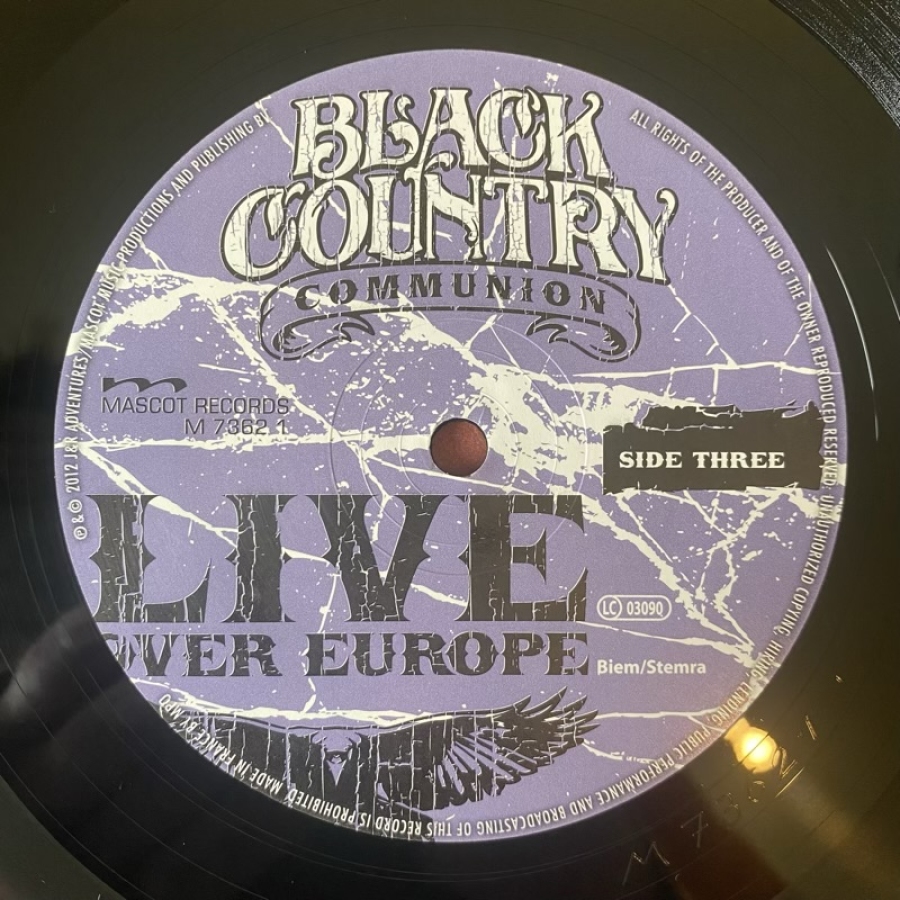 BLACK
COUNTRY
COMMUNION
MASCOT RECORDS
M 7362 1
SIDE THREE
LIVE
OVER EUROPE
LC 03090
Biem/Stemra
℗ & © 2012 J&R ADVENTURES/MASCOT MUSIC PRODUCTIONS AND PUBLISHING BV
ALL RIGHTS OF THE PRODUCER AND OF THE OWNER REPRODUCED RESERVED. UNAUTHORIZED COPYING, HIRING, LENDING, PUBLIC PERFORMANCE AND BROADCASTING OF THIS RECORD IS PROHIBITED. MADE IN FRANCE BY MPO